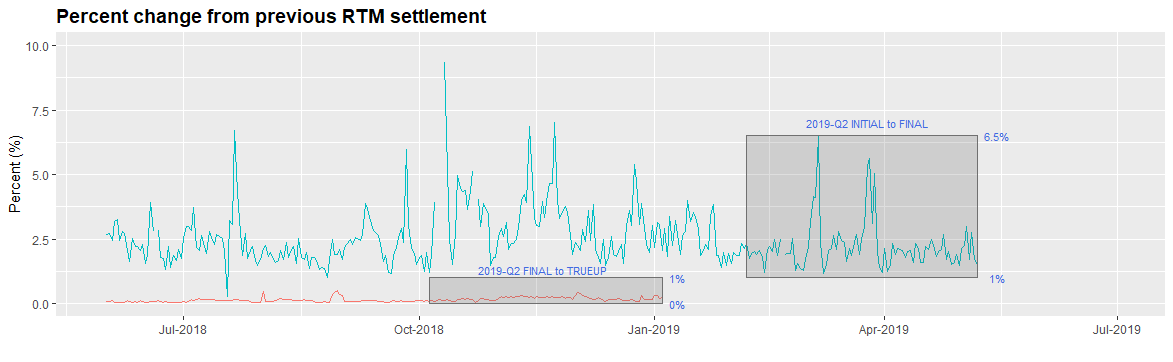 Percent change from previous RTM settlement
Percent (%)
10.0
7.5
5.0
2.5
0.0
2019-Q2 INITIAL to FINAL
6.5%
1%
2019-Q2 FINAL to TRUEUP
1%
0%
Jul-2018
Oct-2018
Jan-2019
Apr-2019
Jul-2019